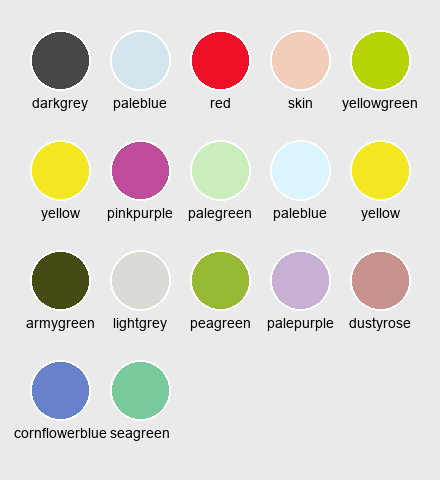 darkgrey paleblue red skin yellowgreen
yellow pinkpurple palegreen paleblue yellow
armygreen lightgrey peagreen palepurple dustyrose
cornflowerblue seagreen